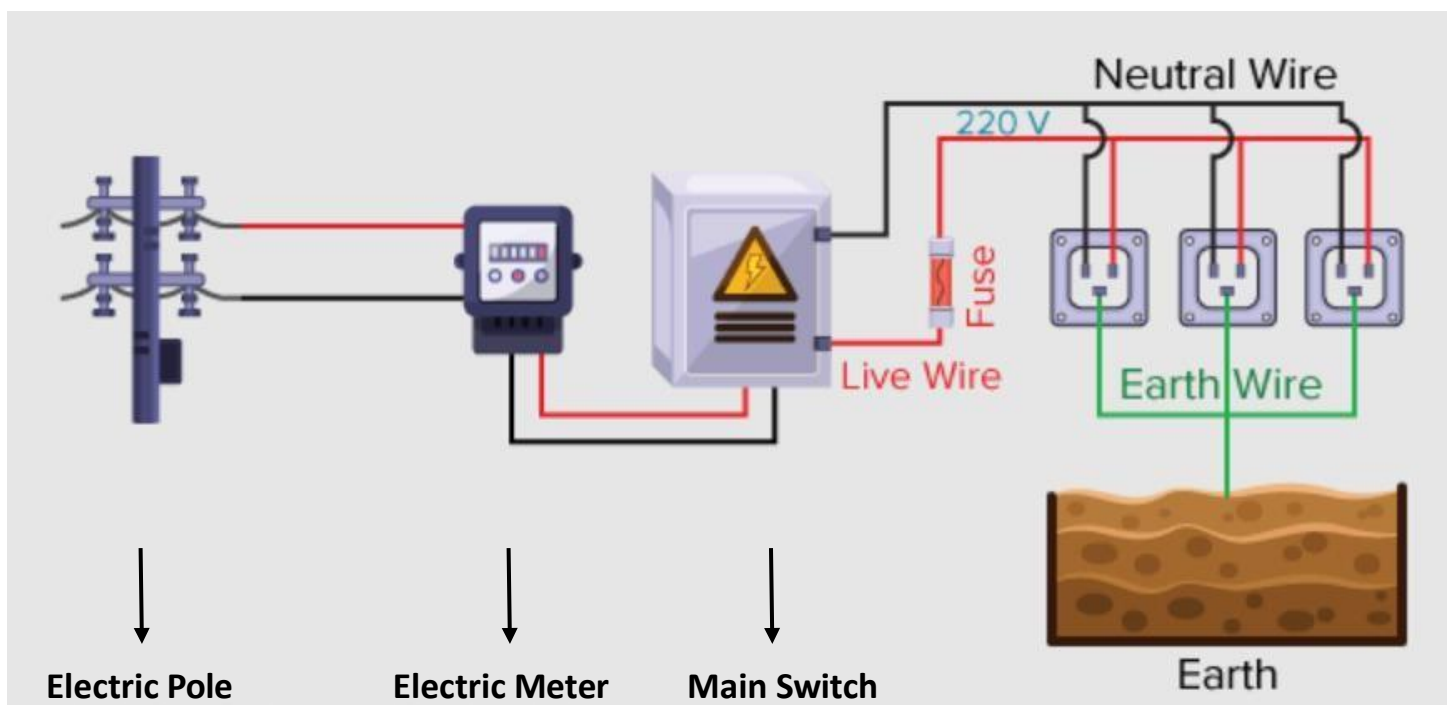 Neutral Wire
220 V
Fuse
Live Wire
Earth Wire
Electric Pole
Electric Meter
Main Switch
Earth